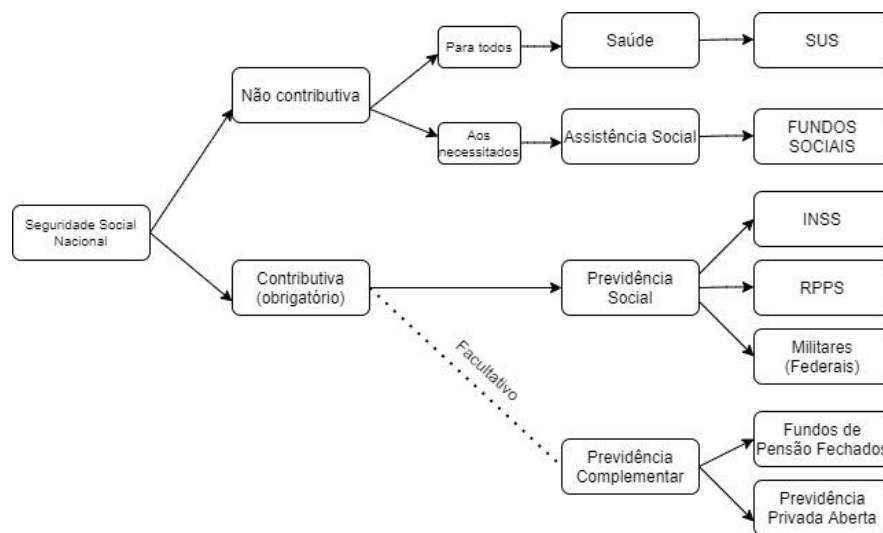 Para todos
Saúde
SUS
Não contributiva
Aos
necessitados
Assistência Social
FUNDOS
SOCIAIS
Seguridade Social
Nacional
INSS
Contributiva
(obrigatório)
Previdência
Social
RPPS
Militares
(Federais)
Facultativo
Previdência
Complementar
Fundos de
Pensão Fechados
Previdência
Privada Aberta